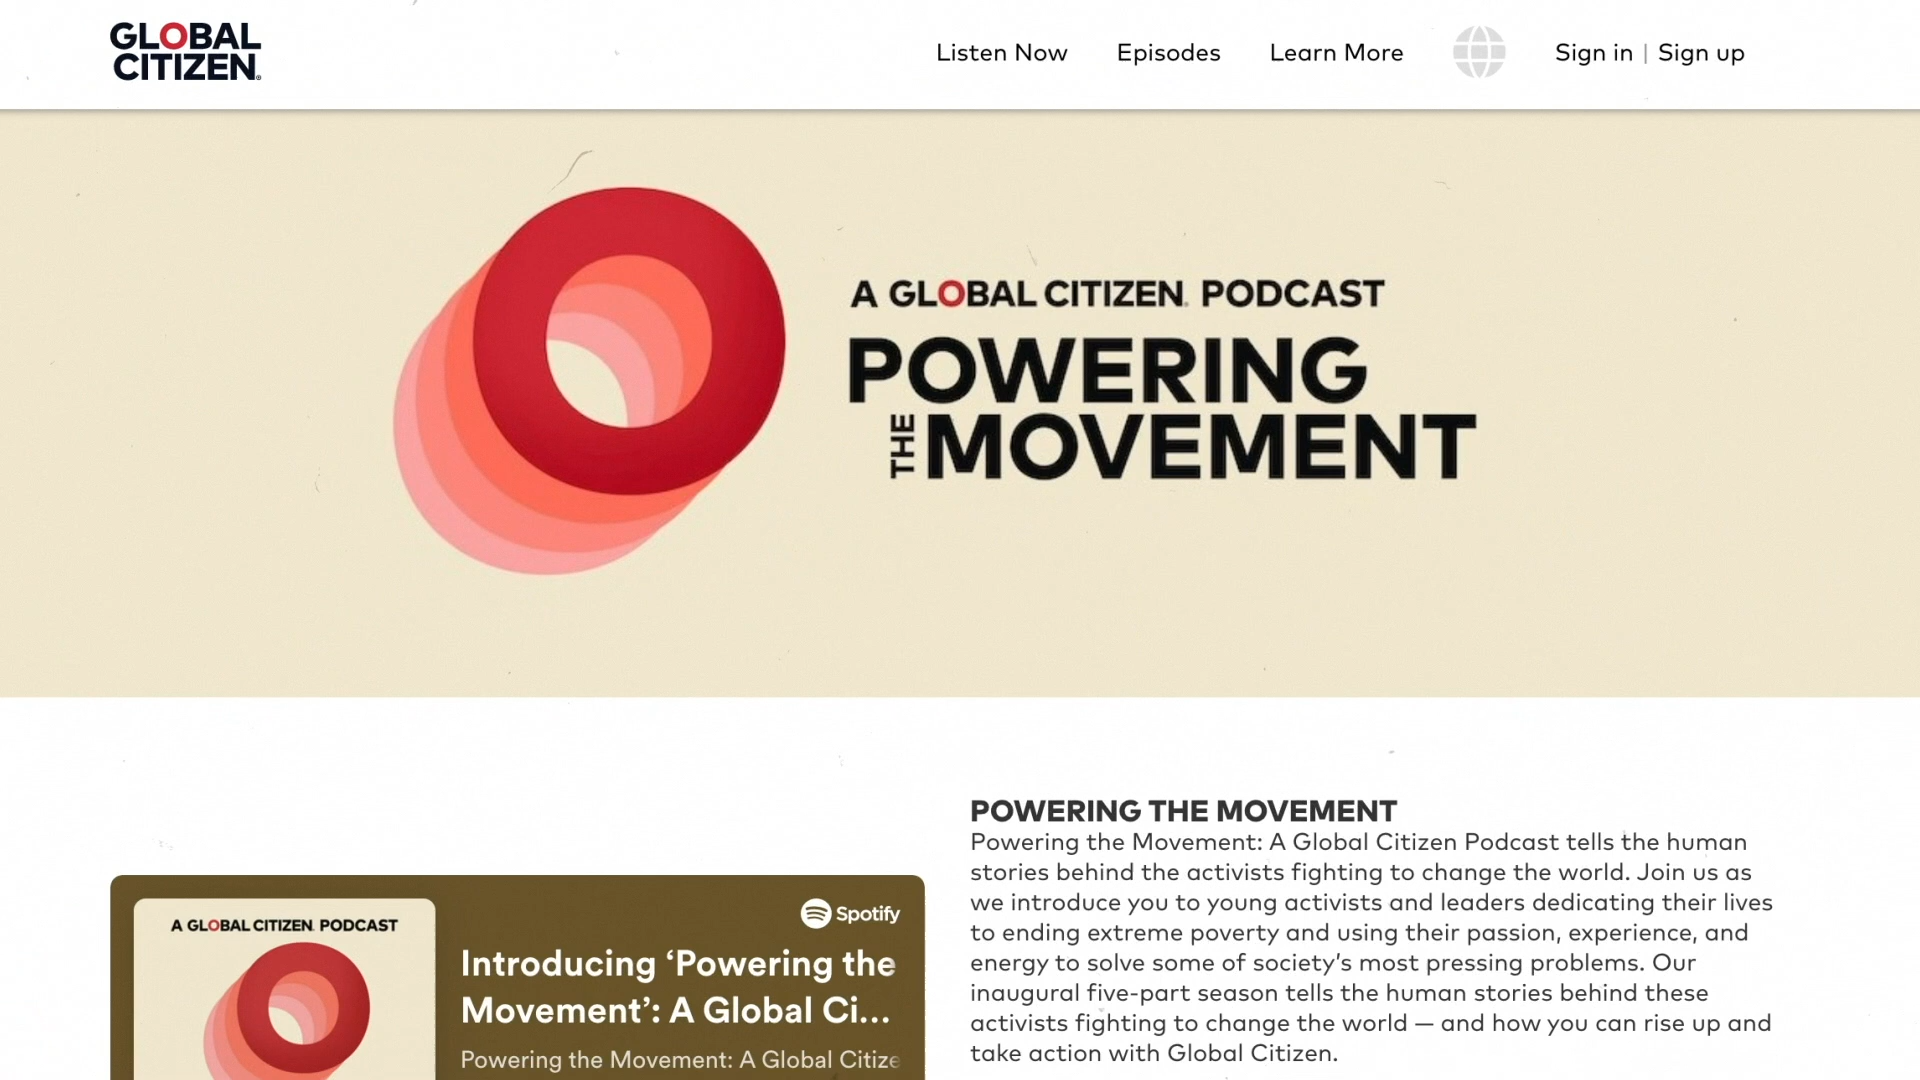 GLOBAL
CITIZEN®
Listen Now
Episodes
Learn More
Sign in | Sign up
A GLOBAL CITIZEN. PODCAST
POWERING
THE MOVEMENT
POWERING THE MOVEMENT
Powering the Movement: A Global Citizen Podcast tells the human
stories behind the activists fighting to change the world. Join us as
we introduce you to young activists and leaders dedicating their lives
to ending extreme poverty and using their passion, experience, and
energy to solve some of society’s most pressing problems. Our
inaugural five-part season tells the human stories behind these
activists fighting to change the world — and how you can rise up and
take action with Global Citizen.
A GLOBAL CITIZEN. PODCAST
Spotify
Introducing ‘Powering the
Movement’: A Global Ci...
Powering the Movement: A Global Citize